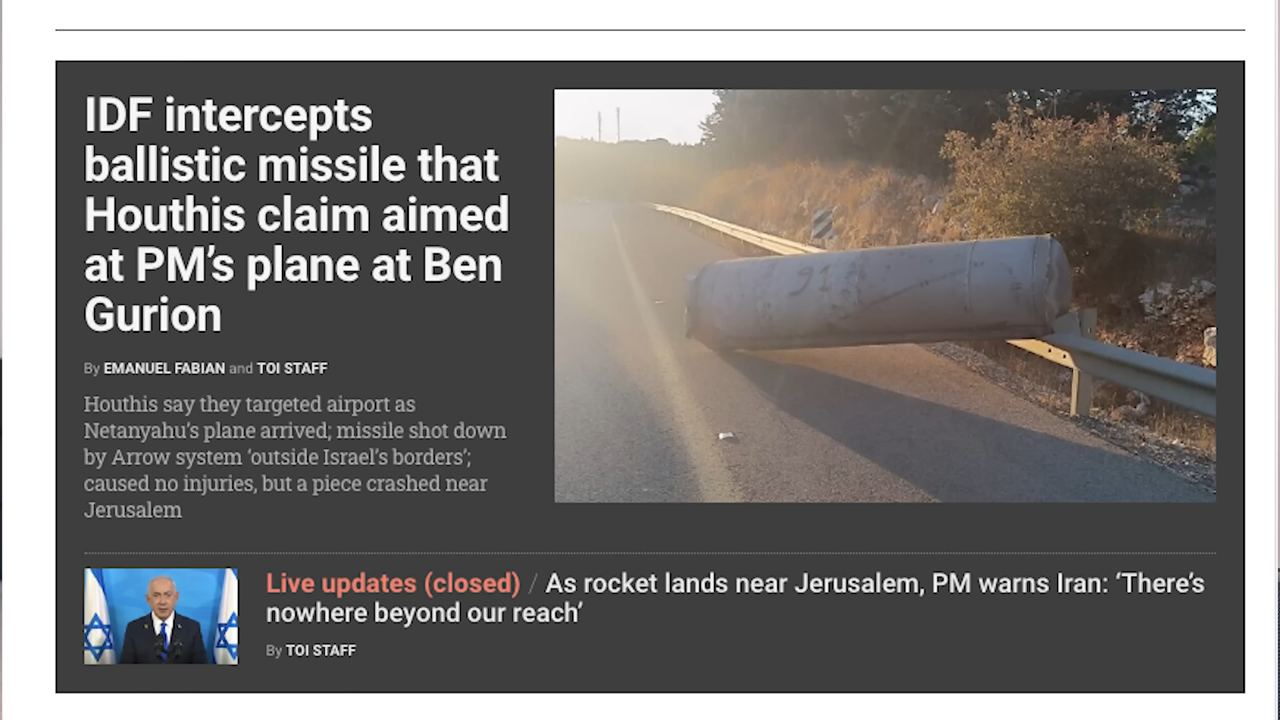 IDF intercepts
ballistic missile that
Houthis claim aimed
at PM’s plane at Ben
Gurion
By EMANUEL FABIAN and TOI STAFF
Houthis say they targeted airport as
Netanyahu’s plane arrived; missile shot down
by Arrow system ‘outside Israel’s borders’;
caused no injuries, but a piece crashed near
Jerusalem
Live updates (closed) / As rocket lands near Jerusalem, PM warns Iran: ‘There’s
nowhere beyond our reach’
By TOI STAFF